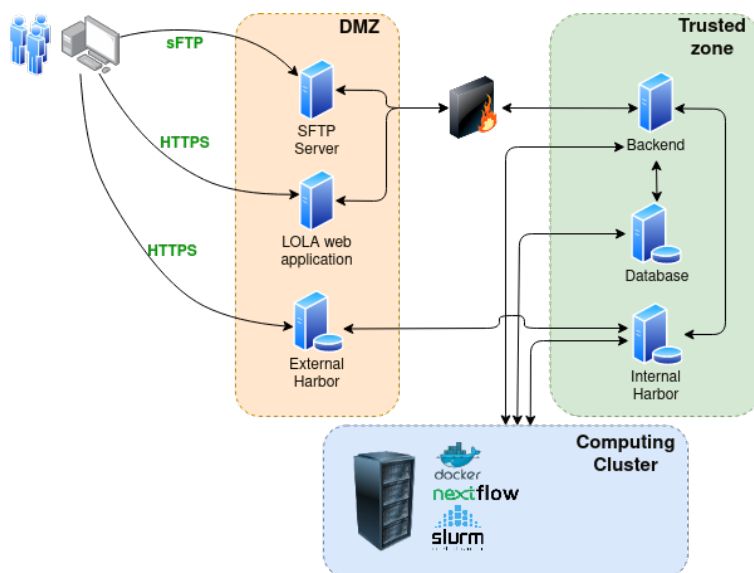 DMZ
Trusted
zone
sFTP
SFTP
Server
Backend
HTTPS
LOLA web
application
Database
HTTPS
External
Harbor
Internal
Harbor
Computing
Cluster
docker
nextflow
slurm